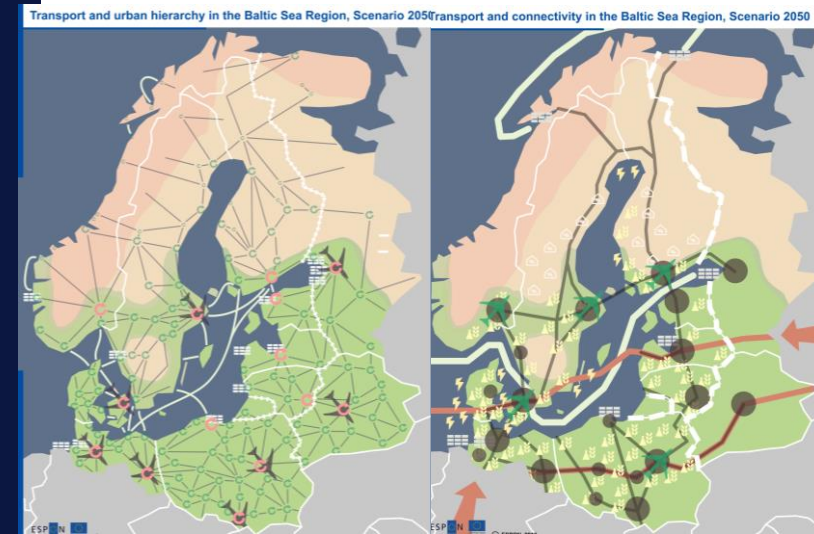 Transport and urban hierarchy in the Baltic Sea Region, Scenario 2050
Transport and connectivity in the Baltic Sea Region, Scenario 2050
ESPON
ESPON